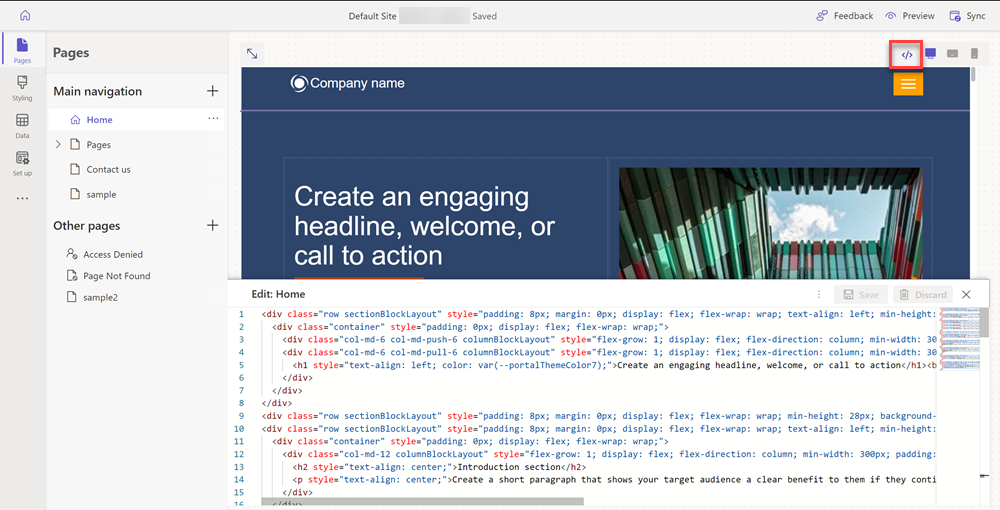 Default Site
Saved
Feedback
Preview
Sync
Pages
Styling
Data
Set up
Pages
Main navigation
Home
Pages
Contact us
sample
Other pages
Access Denied
Page Not Found
sample2
</>
Company name
Create an engaging
headline, welcome, or
call to action
Edit: Home
Save
Discard
1 <div class="row sectionBlockLayout" style="padding: 8px; margin: 0px; display: flex; flex-wrap: wrap; text-align: left; min-height:
2 <div class="container" style="padding: 0px; display: flex; flex-wrap: wrap;">
3 <div class="col-md-6 col-md-push-6 columnBlockLayout" style="flex-grow: 1; display: flex; flex-direction: column; min-width: 30
4 <div class="col-md-6 col-md-pull-6 columnBlockLayout" style="flex-grow: 1; display: flex; flex-direction: column; min-width: 30
5 <h1 style="text-align: left; color: var(--portalThemeColor7);">Create an engaging headline, welcome, or call to action</h1><b
6 </div>
7 </div>
8 </div>
9 <div class="row sectionBlockLayout" style="padding: 8px; margin: 0px; display: flex; flex-wrap: wrap; min-height: 28px; background-
10 <div class="row sectionBlockLayout" style="padding: 8px; margin: 0px; display: flex; flex-wrap: wrap; text-align: left; min-height:
11 <div class="container" style="padding: 0px; display: flex; flex-wrap: wrap;">
12 <div class="col-md-12 columnBlockLayout" style="flex-grow: 1; display: flex; flex-direction: column; min-width: 300px; padding:
13 <h2 style="text-align: center;">Introduction section</h2>
14 <p style="text-align: center;">Create a short paragraph that shows your target audience a clear benefit to them if they conti
15 </div>
16 </div>